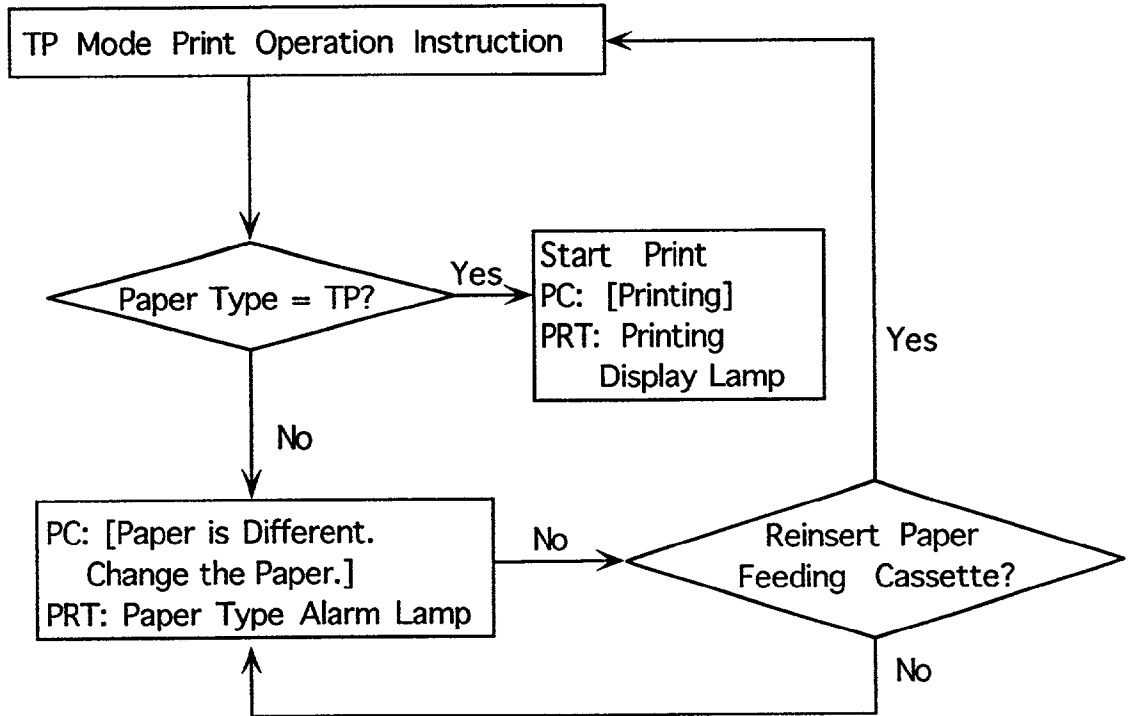 TP Mode Print Operation Instruction
Paper Type = TP?
Yes
Start Print
PC: [Printing]
PRT: Printing
Display Lamp
No
PC: [Paper is Different.
Change the Paper.]
PRT: Paper Type Alarm Lamp
No
Reinsert Paper
Feeding Cassette?
Yes
No